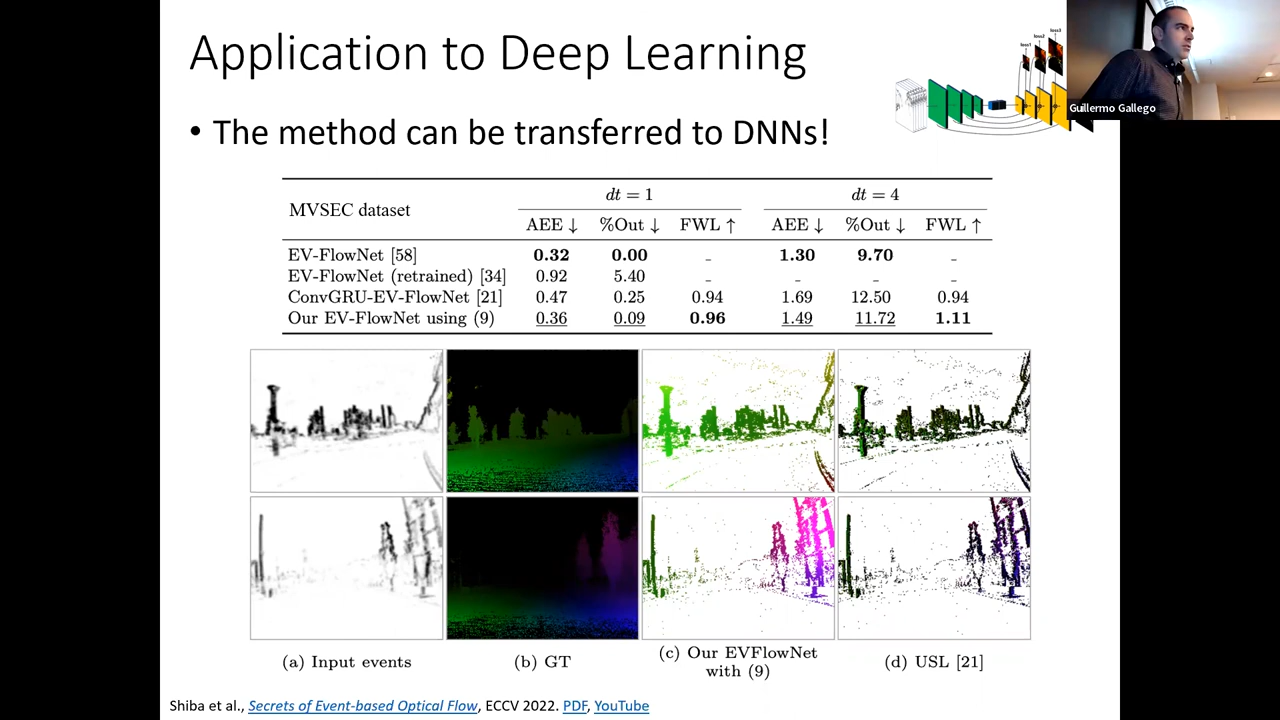 Application to Deep Learning
loss1 loss2 loss3
Guillermo Gallego
• The method can be transferred to DNNs!
MVSEC dataset
dt = 1 dt = 4
AEE ↓ %Out ↓ FWL ↑ AEE ↓ %Out ↓ FWL ↑
EV-FlowNet [58] 0.32 0.00 – 1.30 9.70 –
EV-FlowNet (retrained) [34] 0.92 5.40 – – – –
ConvGRU-EV-FlowNet [21] 0.47 0.25 0.94 1.69 12.50 0.94
Our EV-FlowNet using (9) 0.36 0.09 0.96 1.49 11.72 1.11
(a) Input events
(b) GT
(c) Our EVFlowNet
with (9)
(d) USL [21]
Shiba et al., Secrets of Event-based Optical Flow, ECCV 2022. PDF, YouTube